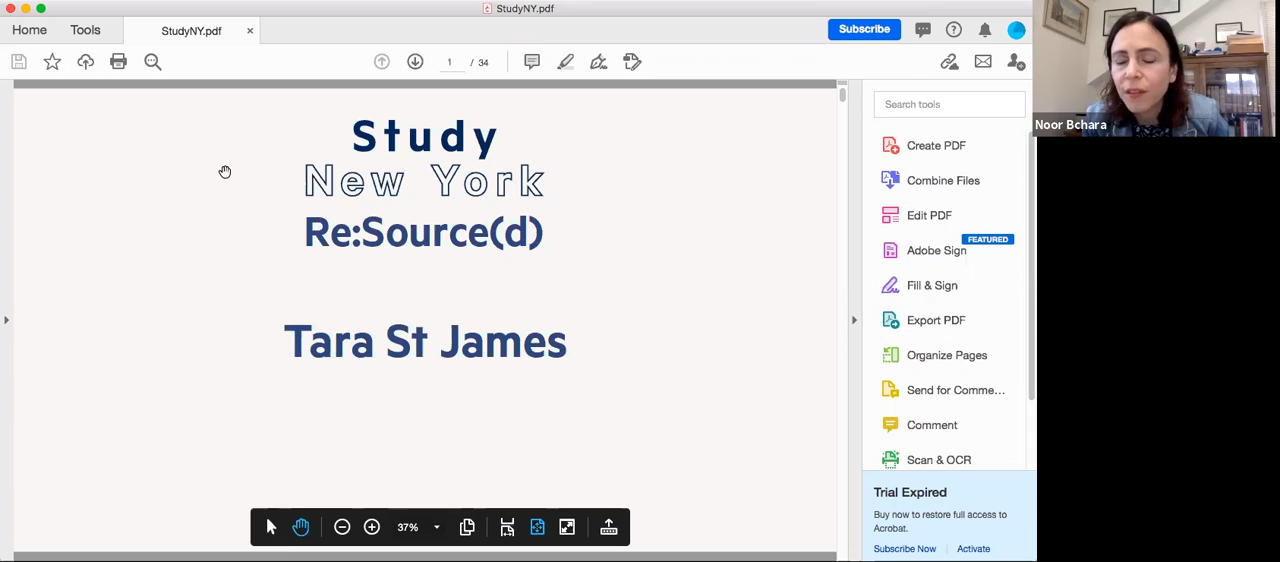 StudyNY.pdf
Home
Tools
StudyNY.pdf
Subscribe
1 / 34
Study
New York
Re:Source(d)
Tara St James
37%
Search tools
Create PDF
Combine Files
Edit PDF
FEATURED
Adobe Sign
Fill & Sign
Export PDF
Organize Pages
Send for Comme...
Comment
Scan & OCR
Trial Expired
Buy now to restore full access to
Acrobat.
Subscribe Now
Activate
Noor Bchara